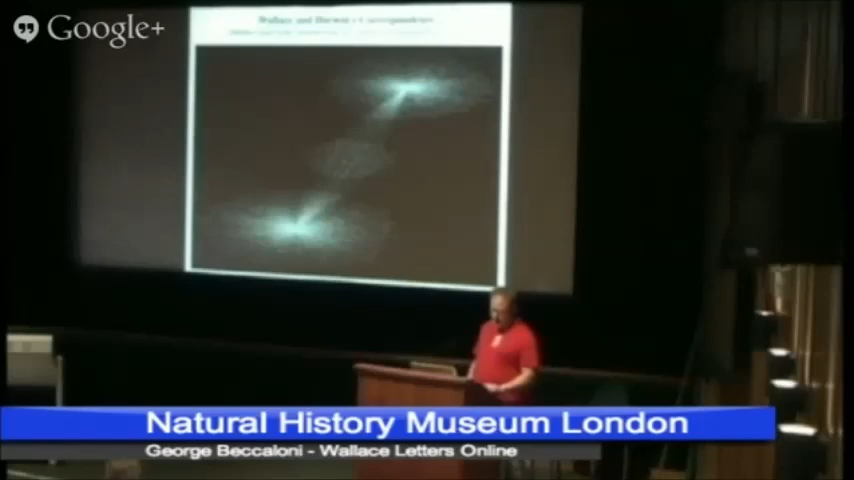 Google+
Wallace and Darwin's Correspondence
Natural History Museum London
George Beccaloni - Wallace Letters Online